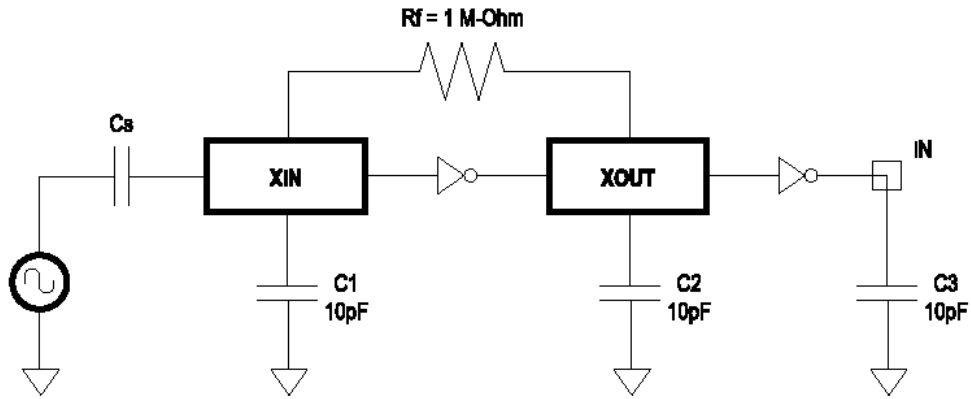 Rf = 1 M-Ohm
Cs
XIN
XOUT
IN
C1
10pF
C2
10pF
C3
10pF